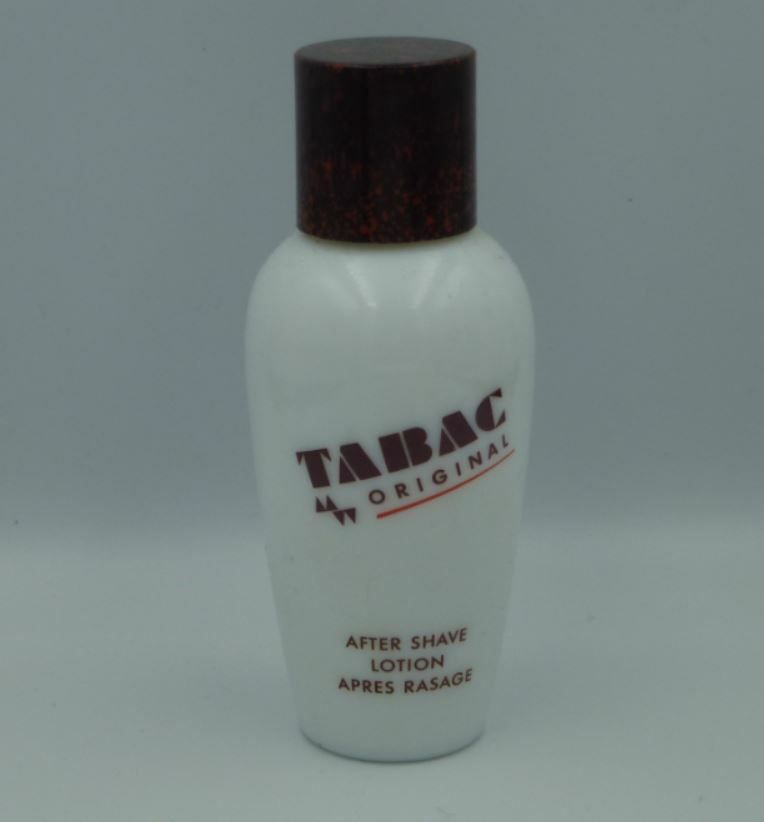 TABAC
ORIGINAL
AFTER SHAVE
LOTION
APRES RASAGE